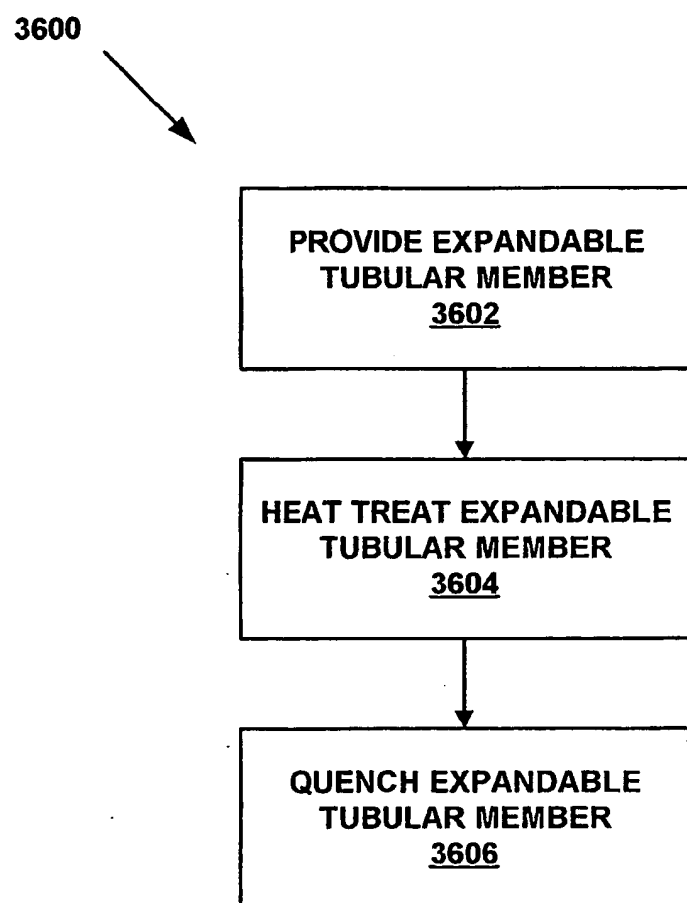 3600
PROVIDE EXPANDABLE
TUBULAR MEMBER
3602
HEAT TREAT EXPANDABLE
TUBULAR MEMBER
3604
QUENCH EXPANDABLE
TUBULAR MEMBER
3606